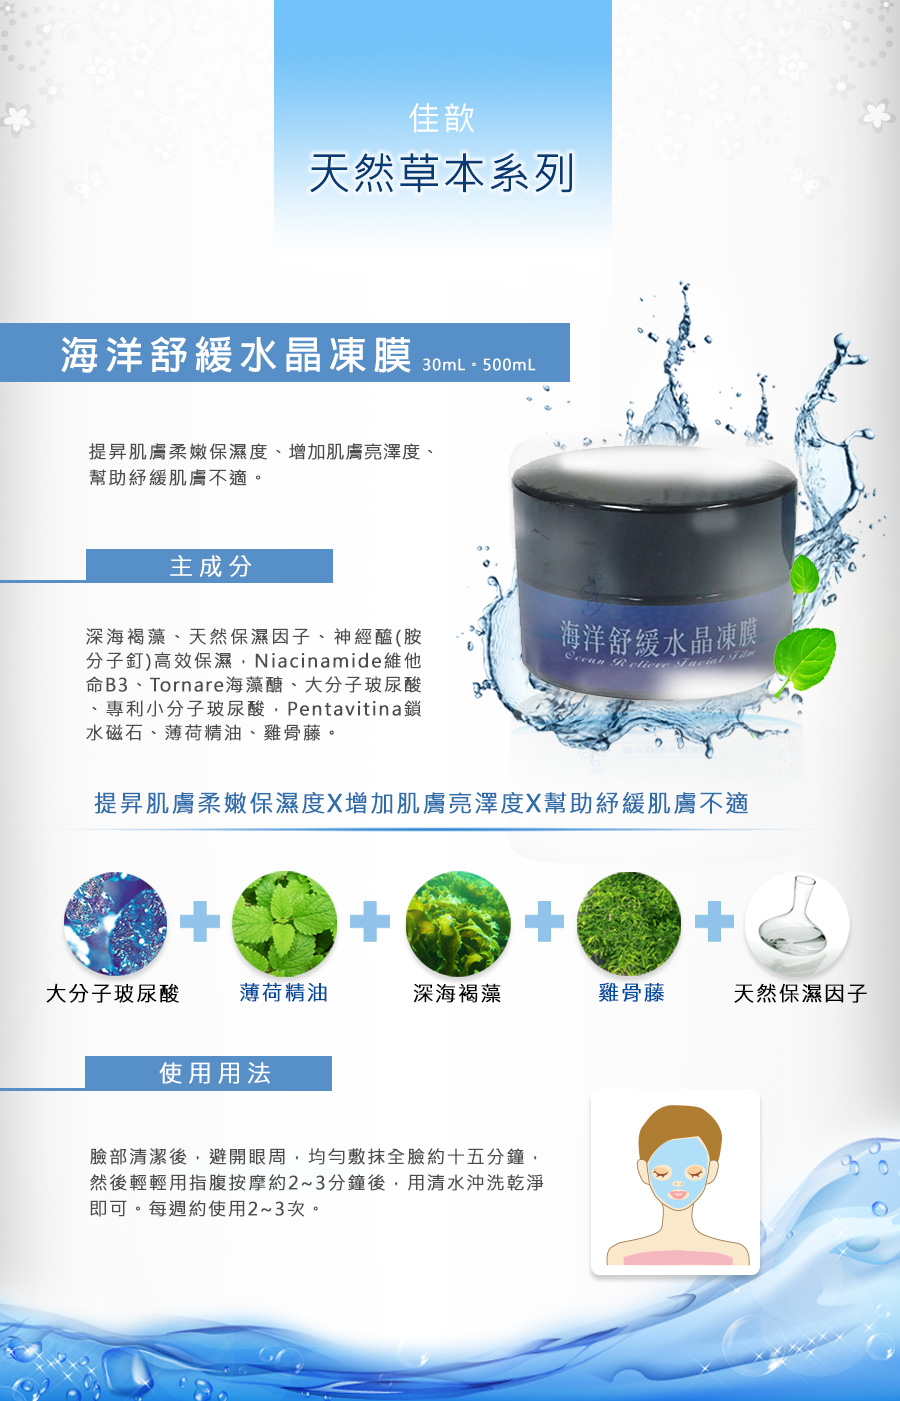 佳歆
天然草本系列
海洋舒緩水晶凍膜 30mL。500mL
提昇肌膚柔嫩保濕度、增加肌膚亮澤度、
幫助紓緩肌膚不適。
主成分
深海褐藻、天然保濕因子、神經醯(胺
分子釘)高效保濕，Niacinamide維他
命B3、Tornare海藻醣、大分子玻尿酸
、專利小分子玻尿酸，Pentavitina鎖
水磁石、薄荷精油、雞骨藤。
海洋舒緩水晶凍膜
Ocean Relieve Facial Film
提昇肌膚柔嫩保濕度X增加肌膚亮澤度X幫助紓緩肌膚不適
大分子玻尿酸
薄荷精油
深海褐藻
雞骨藤
天然保濕因子
使用用法
臉部清潔後，避開眼周，均勻敷抹全臉約十五分鐘，
然後輕輕用指腹按摩約2~3分鐘後，用清水沖洗乾淨
即可。每週約使用2~3次。